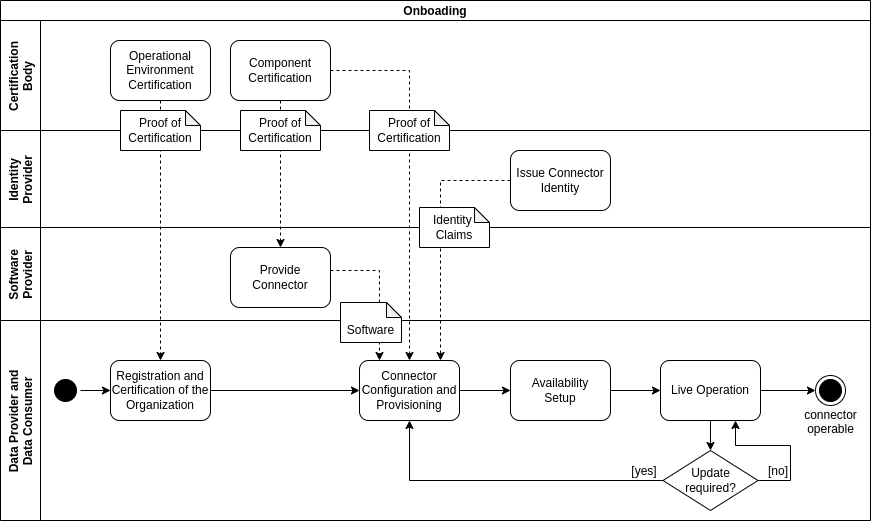 Onboading
Certification
Body
Operational
Environment
Certification
Component
Certification
Proof of
Certification
Proof of
Certification
Proof of
Certification
Identity
Provider
Issue Connector
Identity
Identity
Claims
Software
Provider
Provide
Connector
Software
Data Provider and
Data Consumer
Registration and
Certification of the
Organization
Connector
Configuration and
Provisioning
Availability
Setup
Live Operation
connector
operable
[yes]
Update
required?
[no]